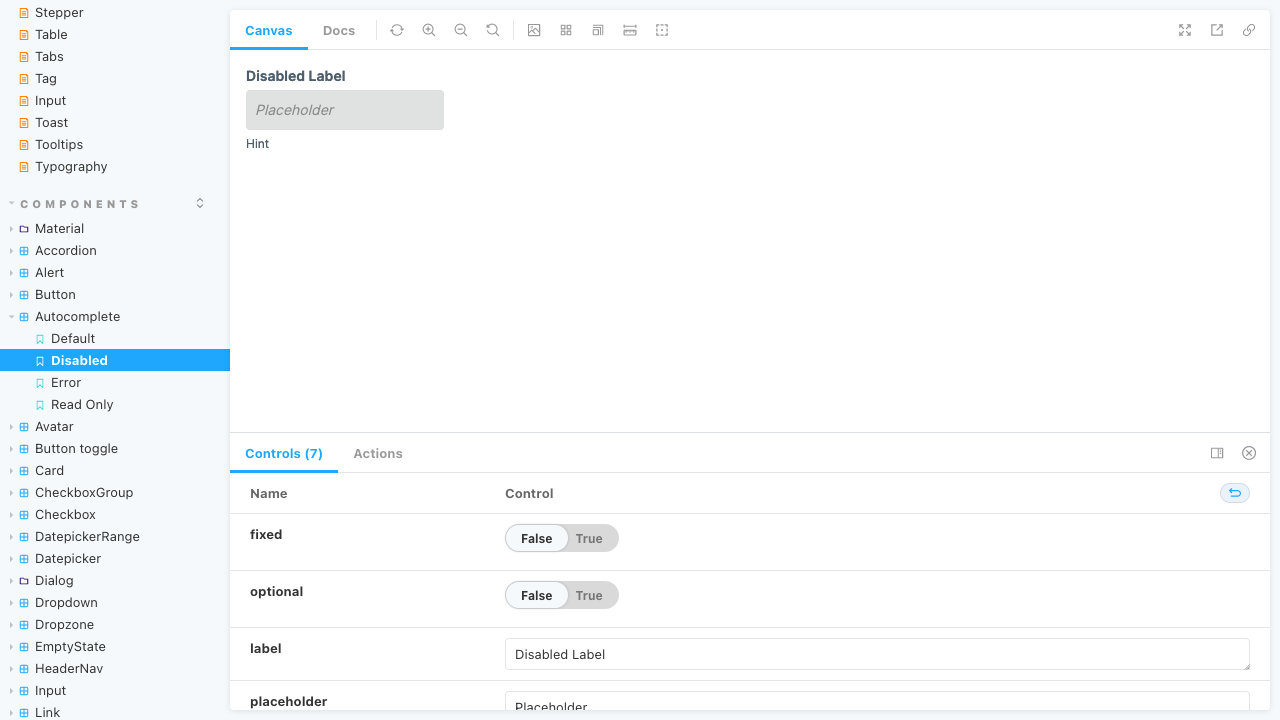 Stepper
Table
Tabs
Tag
Input
Toast
Tooltips
Typography
COMPONENTS
Material
Accordion
Alert
Button
Autocomplete
Default
Disabled
Error
Read Only
Avatar
Button toggle
Card
CheckboxGroup
Checkbox
DatepickerRange
Datepicker
Dialog
Dropdown
Dropzone
EmptyState
HeaderNav
Input
Link
Canvas
Docs
Disabled Label
Placeholder
Hint
Controls (7)
Actions
Name
Control
fixed
False True
optional
False True
label
Disabled Label
placeholder
Placeholder